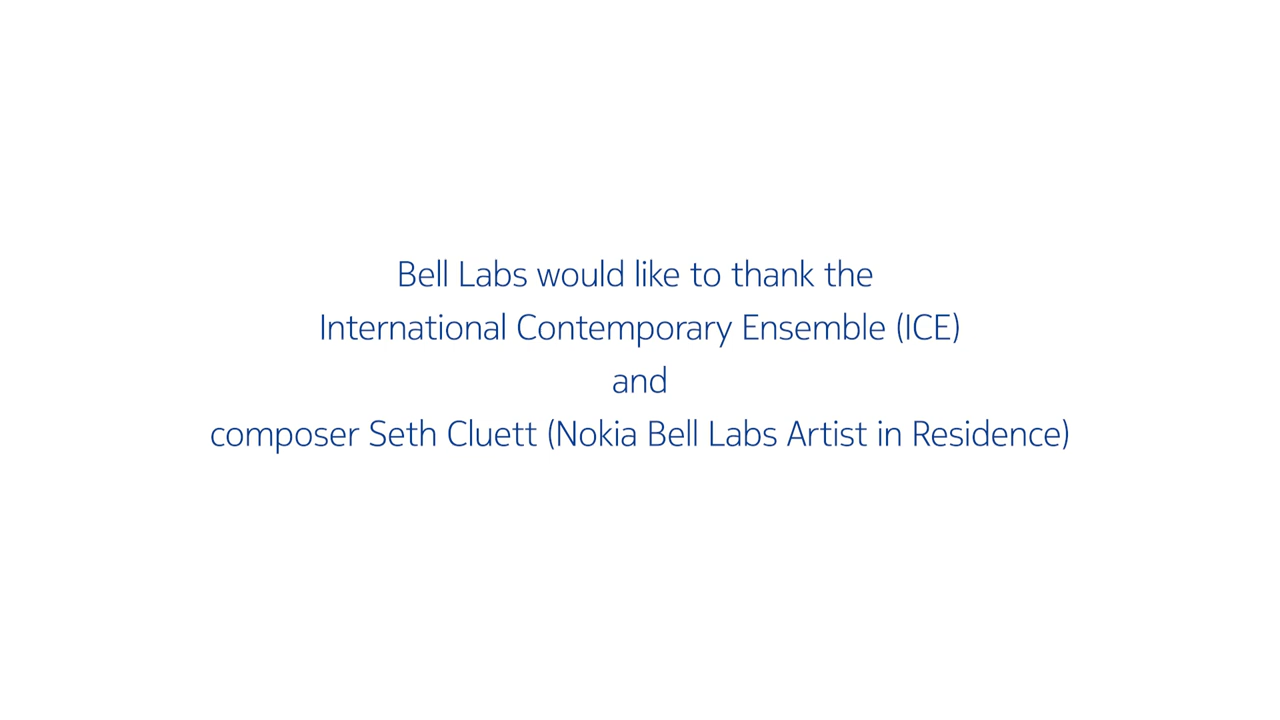 Bell Labs would like to thank the
International Contemporary Ensemble (ICE)
and
composer Seth Cluett (Nokia Bell Labs Artist in Residence)